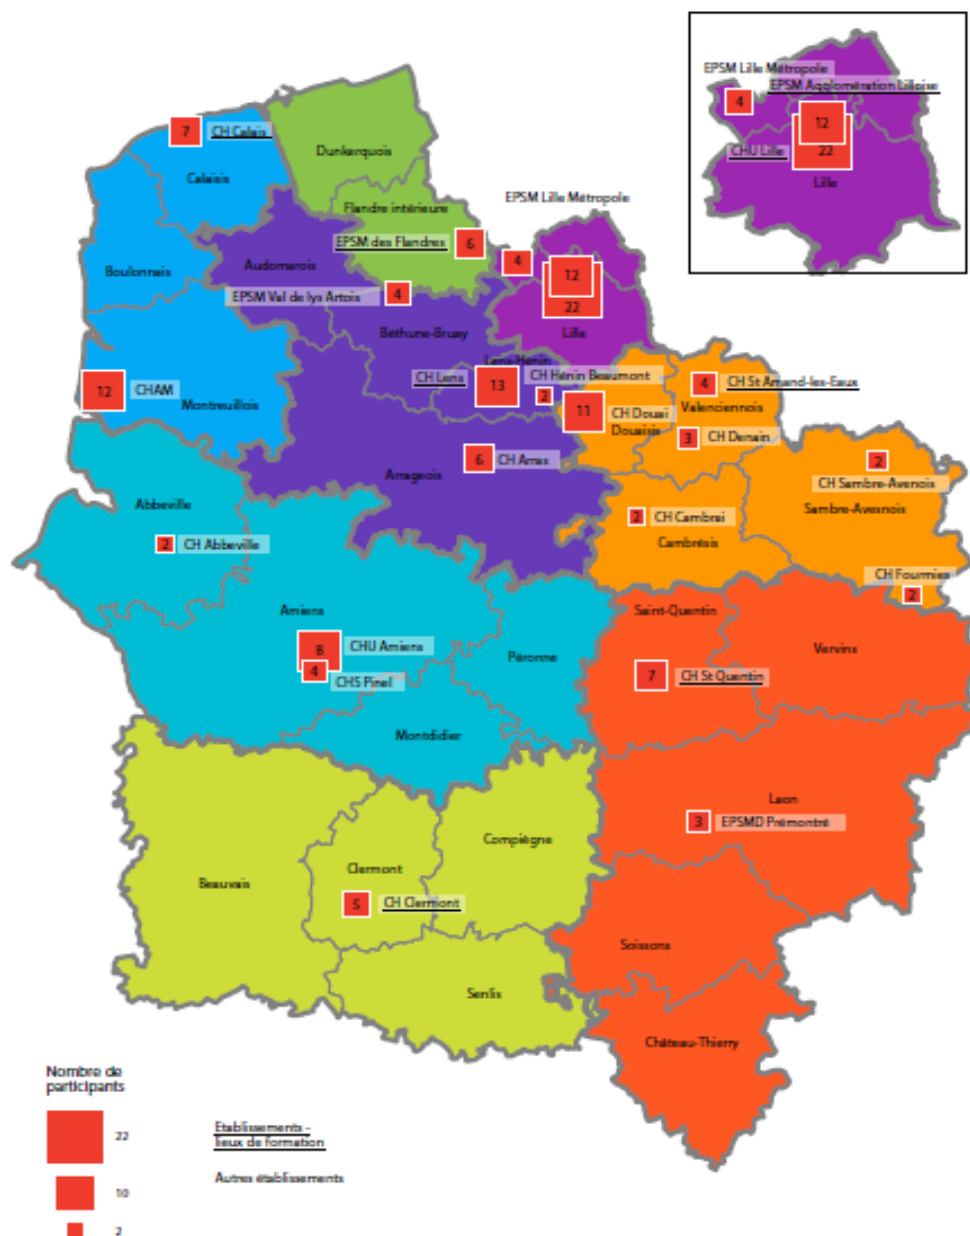 EPSM Lille Métropole
EPSM Agglomération Lilloise
4
12
CHU Lille
22
Lille
7
CH Calais
Calaisis
Dunkerquois
Flandre intérieure
EPSM Lille Métropole
EPSM des Flandres
6
4
12
22
Lille
Boulonnais
Audomarois
EPSM Val de lys Artois
4
Béthune-Bruay
Lens-Hénin
CH Lens
13
CH Hénin Beaumont
2
12
CHAM
Montreuillois
11
CH Douai
Douaisis
4
CH St Amand-les-Eaux
Valenciennois
3
CH Denain
6
CH Arras
Arrageois
2
CH Sambre-Avenois
Sambre-Avesnois
Abbeville
2
CH Abbeville
2
CH Cambrai
Cambrésis
CH Fourmies
2
Amiens
8
CHU Amiens
4
CHS Pinel
Péronne
Montdidier
Saint-Quentin
7
CH St Quentin
Vervins
Laon
3
EPSMD Prémontré
Beauvais
Clermont
5
CH Clermont
Compiègne
Soissons
Senlis
Château-Thierry
Nombre de
participants
22
10
2
Etablissements -
lieux de formation
Autres établissements